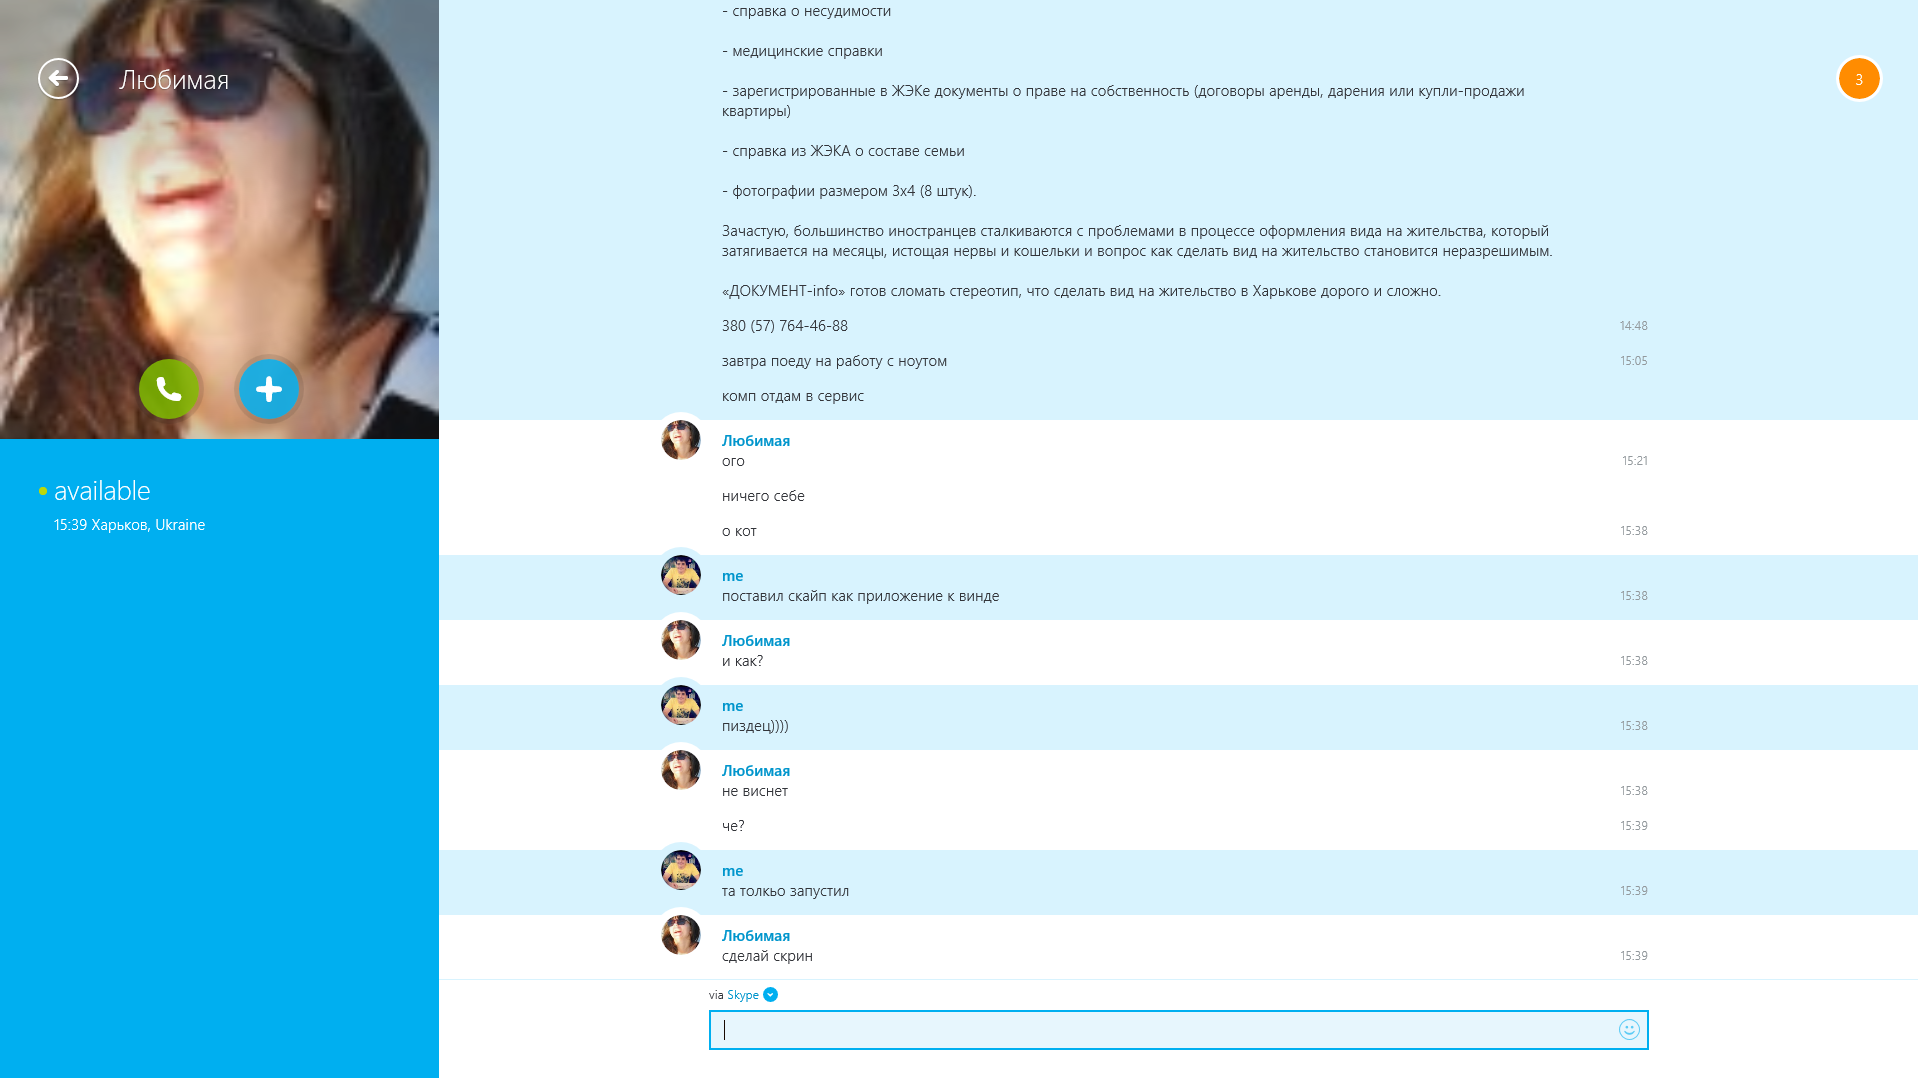 Любимая
available
15:39 Харьков, Ukraine
- справка о несудимости
- медицинские справки
- зарегистрированные в ЖЭКе документы о праве на собственность (договоры аренды, дарения или купли-продажи
квартиры)
- справка из ЖЭКА о составе семьи
- фотографии размером 3х4 (8 штук).
Зачастую, большинство иностранцев сталкиваются с проблемами в процессе оформления вида на жительства, который
затягивается на месяцы, истощая нервы и кошельки и вопрос как сделать вид на жительство становится неразрешимым.
«ДОКУМЕНТ-info» готов сломать стереотип, что сделать вид на жительство в Харькове дорого и сложно.
380 (57) 764-46-88 14:48
завтра поеду на работу с ноутом 15:05
комп отдам в сервис
Любимая
ого 15:21
ничего себе
о кот 15:38
me
поставил скайп как приложение к винде 15:38
Любимая
и как? 15:38
me
пиздец)))) 15:38
Любимая
не виснет 15:38
че? 15:39
me
та толкьо запустил 15:39
Любимая
сделай скрин 15:39
via Skype
3